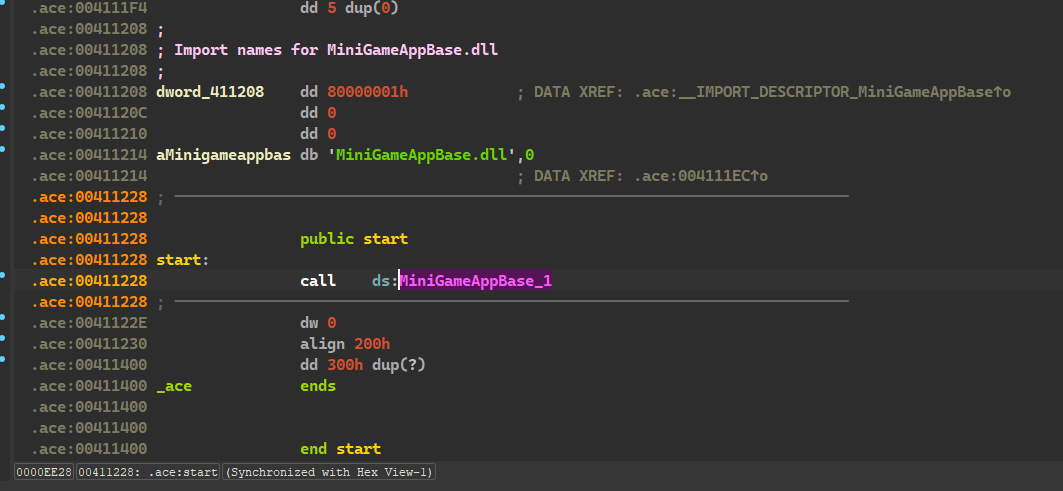 .ace:004111F4 dd 5 dup(0)
.ace:00411208 ;
.ace:00411208 ; Import names for MiniGameAppBase.dll
.ace:00411208 ;
.ace:00411208 dword_411208 dd 80000001h ; DATA XREF: .ace:__IMPORT_DESCRIPTOR_MiniGameAppBase↑o
.ace:0041120C dd 0
.ace:00411210 dd 0
.ace:00411214 aMinigameappbas db 'MiniGameAppBase.dll',0
.ace:00411214 ; DATA XREF: .ace:004111EC↑o
.ace:00411228 ;
.ace:00411228
.ace:00411228 public start
.ace:00411228 start:
.ace:00411228 call ds:MiniGameAppBase_1
.ace:00411228 ;
.ace:0041122E dw 0
.ace:00411230 align 200h
.ace:00411400 dd 300h dup(?)
.ace:00411400 _ace ends
.ace:00411400
.ace:00411400
.ace:00411400 end start
0000EE28 00411228: .ace:start (Synchronized with Hex View-1)